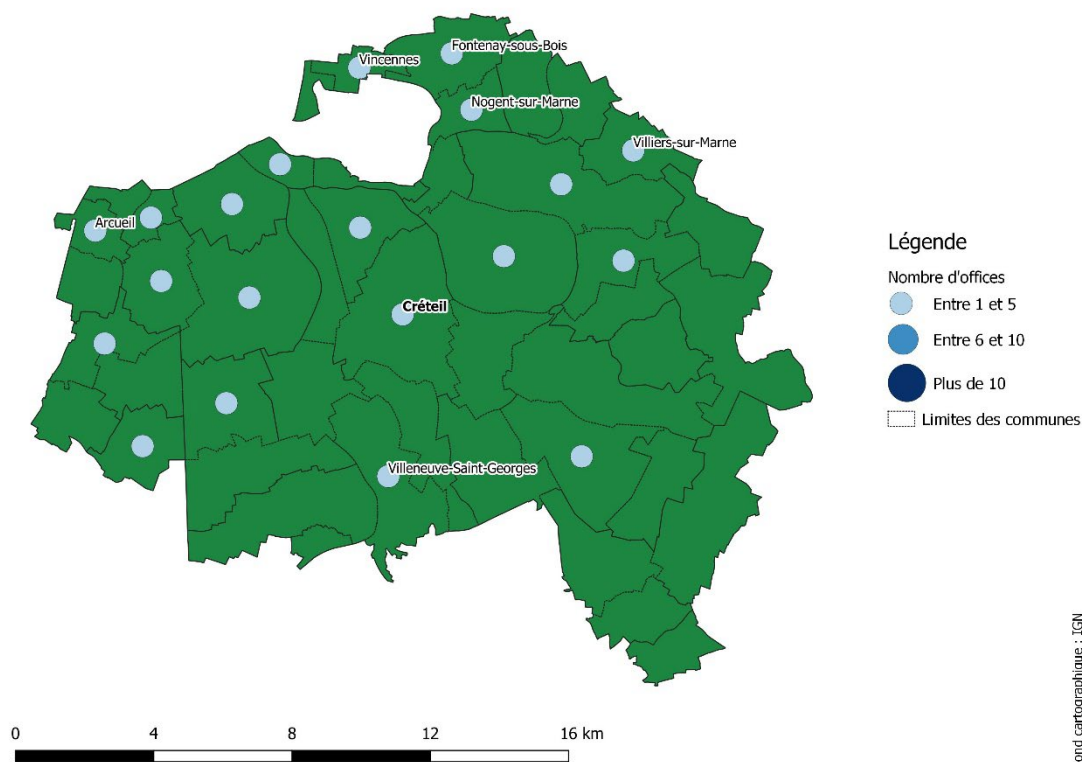 Fontenay-sous-Bois
Vincennes
Nogent-sur-Marne
Villiers-sur-Marne
Arcueil
Créteil
Villeneuve-Saint-Georges
Légende
Nombre d'offices
Entre 1 et 5
Entre 6 et 10
Plus de 10
Limites des communes
0 4 8 12 16 km
ond cartographique : IGN